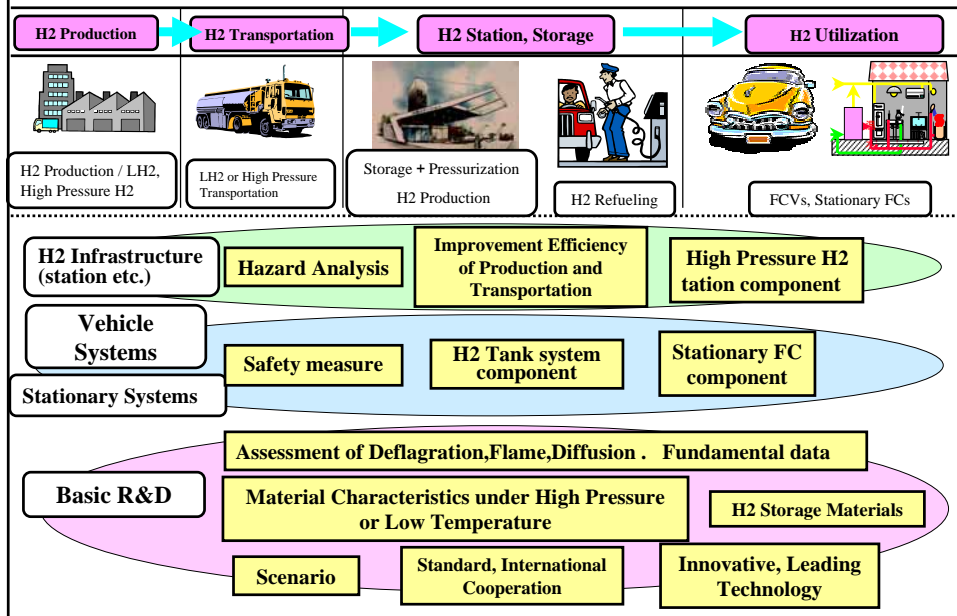 H2 Production
H2 Transportation
H2 Station, Storage
H2 Utilization
H2 Production / LH2,
High Pressure H2
LH2 or High Pressure
Transportation
Storage + Pressurization
H2 Production
H2 Refueling
FCVs, Stationary FCs
H2 Infrastructure
(station etc.)
Hazard Analysis
Improvement Efficiency
of Production and
Transportation
High Pressure H2
tation component
Vehicle
Systems
Stationary Systems
Safety measure
H2 Tank system
component
Stationary FC
component
Basic R&D
Assessment of Deflagration,Flame,Diffusion . Fundamental data
Material Characteristics under High Pressure
or Low Temperature
H2 Storage Materials
Scenario
Standard, International
Cooperation
Innovative, Leading
Technology